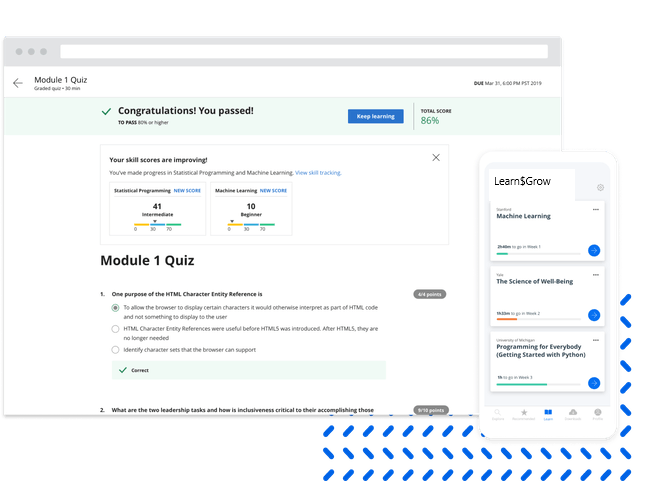 Module 1 Quiz
Graded quiz • 30 min
DUE Mar 31, 6:00 PM PST 2019
Congratulations! You passed!
TO PASS 80% or higher
Keep learning
TOTAL SCORE
86%
Your skill scores are improving!
You've made progress in Statistical Programming and Machine Learning. View skill tracking.
Statistical Programming NEW SCORE
41
Intermediate
0 30 70
Machine Learning NEW SCORE
10
Beginner
0 30 70
Module 1 Quiz
1. One purpose of the HTML Character Entity Reference is
4/4 points
To allow the browser to display certain characters it would otherwise interpret as part of HTML code
and not something to display to the user
HTML Character Entity References were useful before HTML5 was introduced. After HTML5, they are
no longer needed
Identify character sets that the browser can support
Correct
2. What are the two leadership tasks and how is inclusiveness critical to their accomplishing those
9/10 points
Learn$Grow
Stanford
Machine Learning
2h40m to go in Week 1
Yale
The Science of Well-Being
1h32m to go in Week 2
University of Michigan
Programming for Everybody
(Getting Started with Python)
1h to go in Week 3
Learn